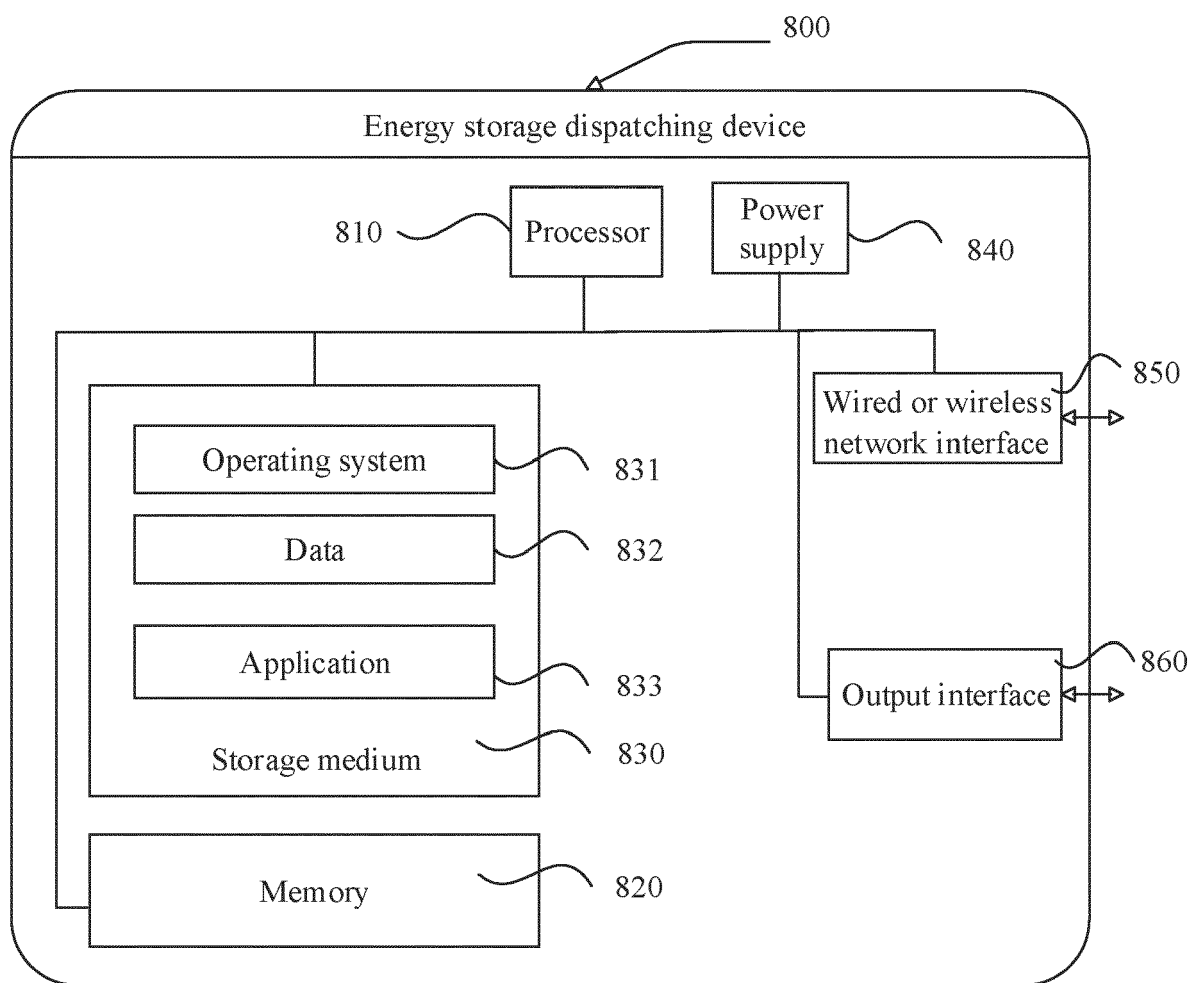 800
Energy storage dispatching device
810
Processor
Power
supply
840
Wired or wireless
network interface
850
Operating system
831
Data
832
Application
833
Storage medium
830
Output interface
860
Memory
820